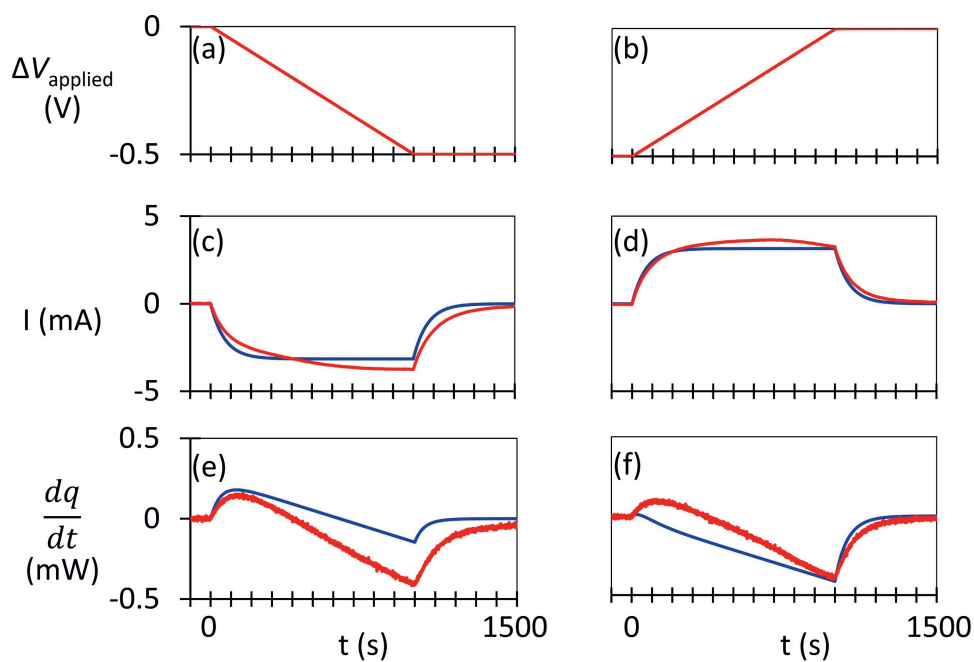 0
(a)
(b)
ΔVapplied
(V)
-0.5
5
(c)
(d)
I (mA)
0
-5
0.5
(e)
(f)
dq
dt
(mW)
0
-0.5
0
t (s)
1500
0
t (s)
1500